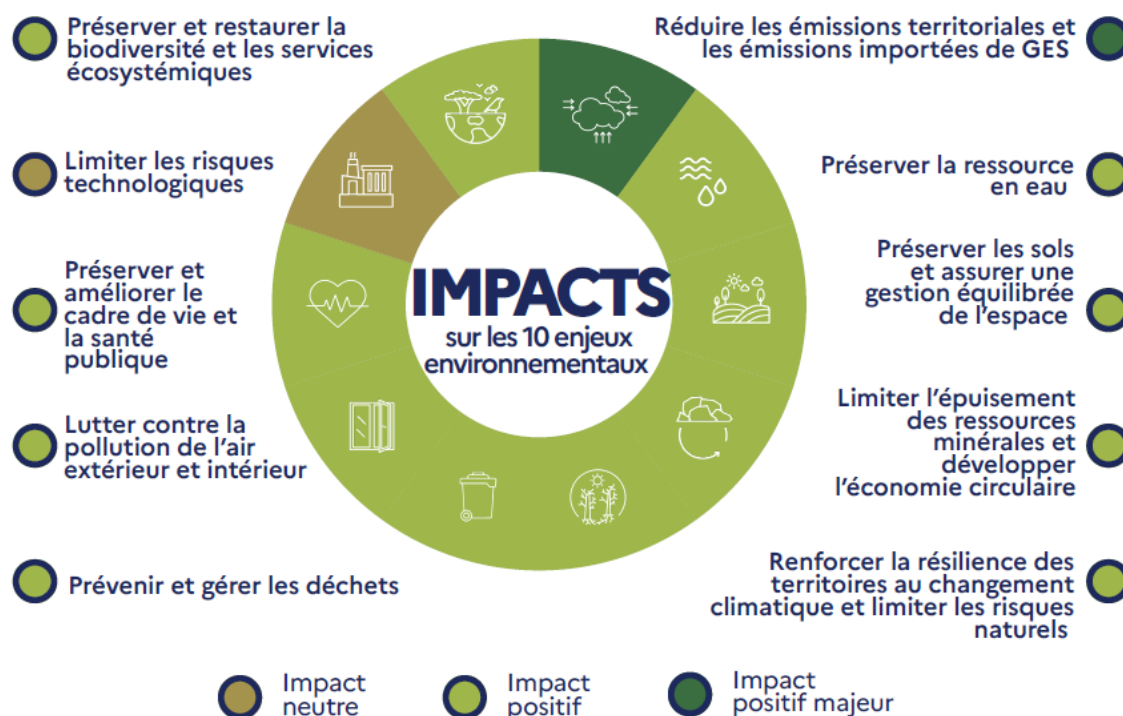 Préserver et restaurer la
biodiversité et les services
écosystémiques
Limiter les risques
technologiques
Préserver et
améliorer le
cadre de vie et
la santé
publique
Lutter contre la
pollution de l'air
extérieur et intérieur
Prévenir et gérer les déchets
IMPACTS
sur les 10 enjeux
environnementaux
Réduire les émissions territoriales et
les émissions importées de GES
Préserver la ressource
en eau
Préserver les sols
et assurer une
gestion équilibrée
de l'espace
Limiter l'épuisement
des ressources
minérales et
développer
l'économie circulaire
Renforcer la résilience des
territoires au changement
climatique et limiter les risques
naturels
Impact
neutre
Impact
positif
Impact
positif majeur